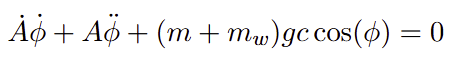 $\dot{A}\dot{\phi} + A\ddot{\phi} + (m + m_w)gc\cos(\phi) = 0$